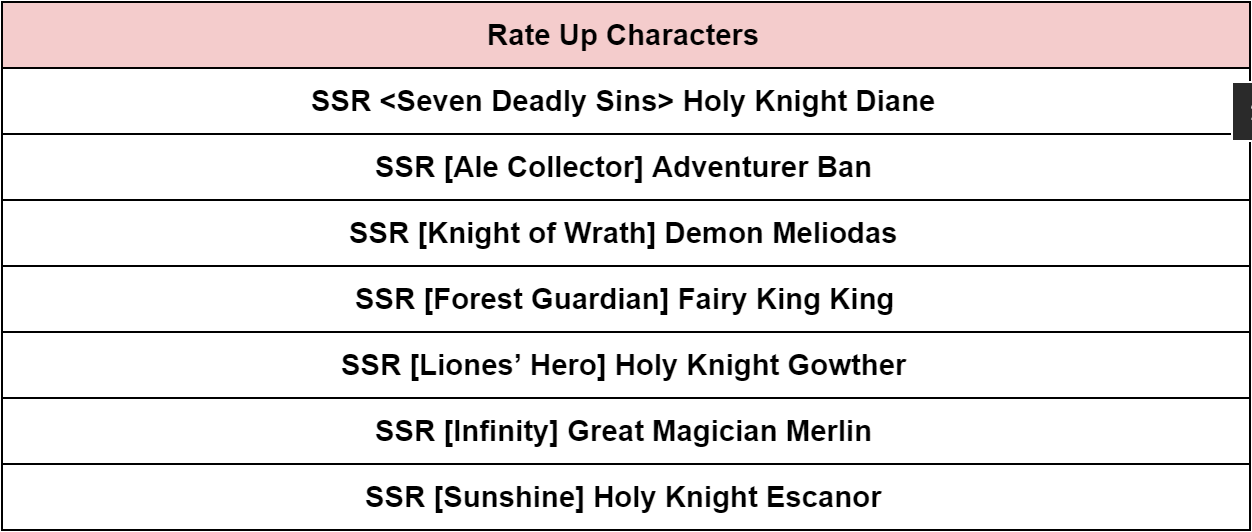 Rate Up Characters
SSR <Seven Deadly Sins> Holy Knight Diane
SSR [Ale Collector] Adventurer Ban
SSR [Knight of Wrath] Demon Meliodas
SSR [Forest Guardian] Fairy King King
SSR [Liones’ Hero] Holy Knight Gowther
SSR [Infinity] Great Magician Merlin
SSR [Sunshine] Holy Knight Escanor